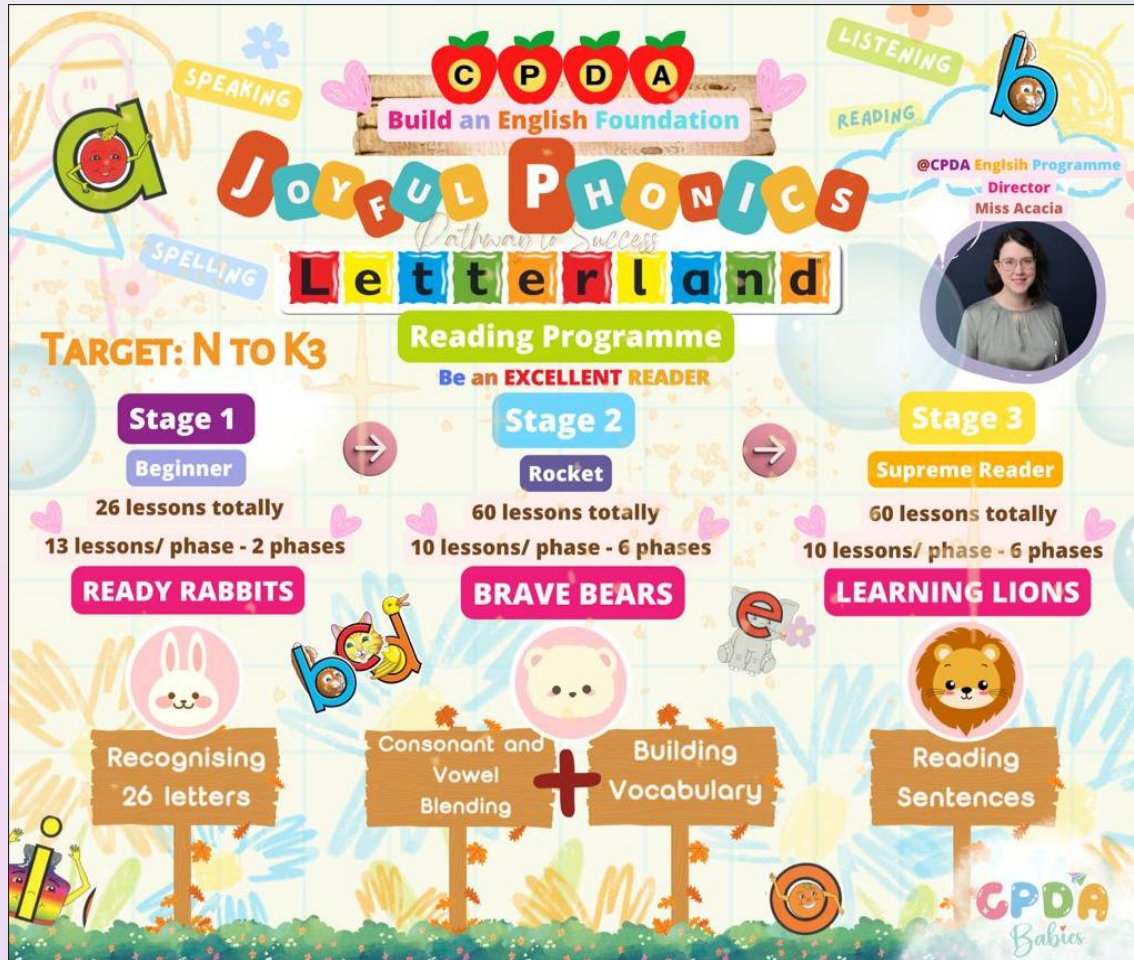 C P D A
Build an English Foundation
JOYFUL PHONICS
Pathway to Success
Letterland
Reading Programme
Be an EXCELLENT READER
SPEAKING
LISTENING
READING
SPELLING
@CPDA Englsih Programme
Director
Miss Acacia
TARGET: N TO K3
Stage 1
Beginner
26 lessons totally
13 lessons/ phase - 2 phases
READY RABBITS
Recognising
26 letters
Stage 2
Rocket
60 lessons totally
10 lessons/ phase - 6 phases
BRAVE BEARS
Consonant and
Vowel
Blending
+
Building
Vocabulary
Stage 3
Supreme Reader
60 lessons totally
10 lessons/ phase - 6 phases
LEARNING LIONS
Reading
Sentences
a
b
b c d
e
i
o
CPDA
Babies